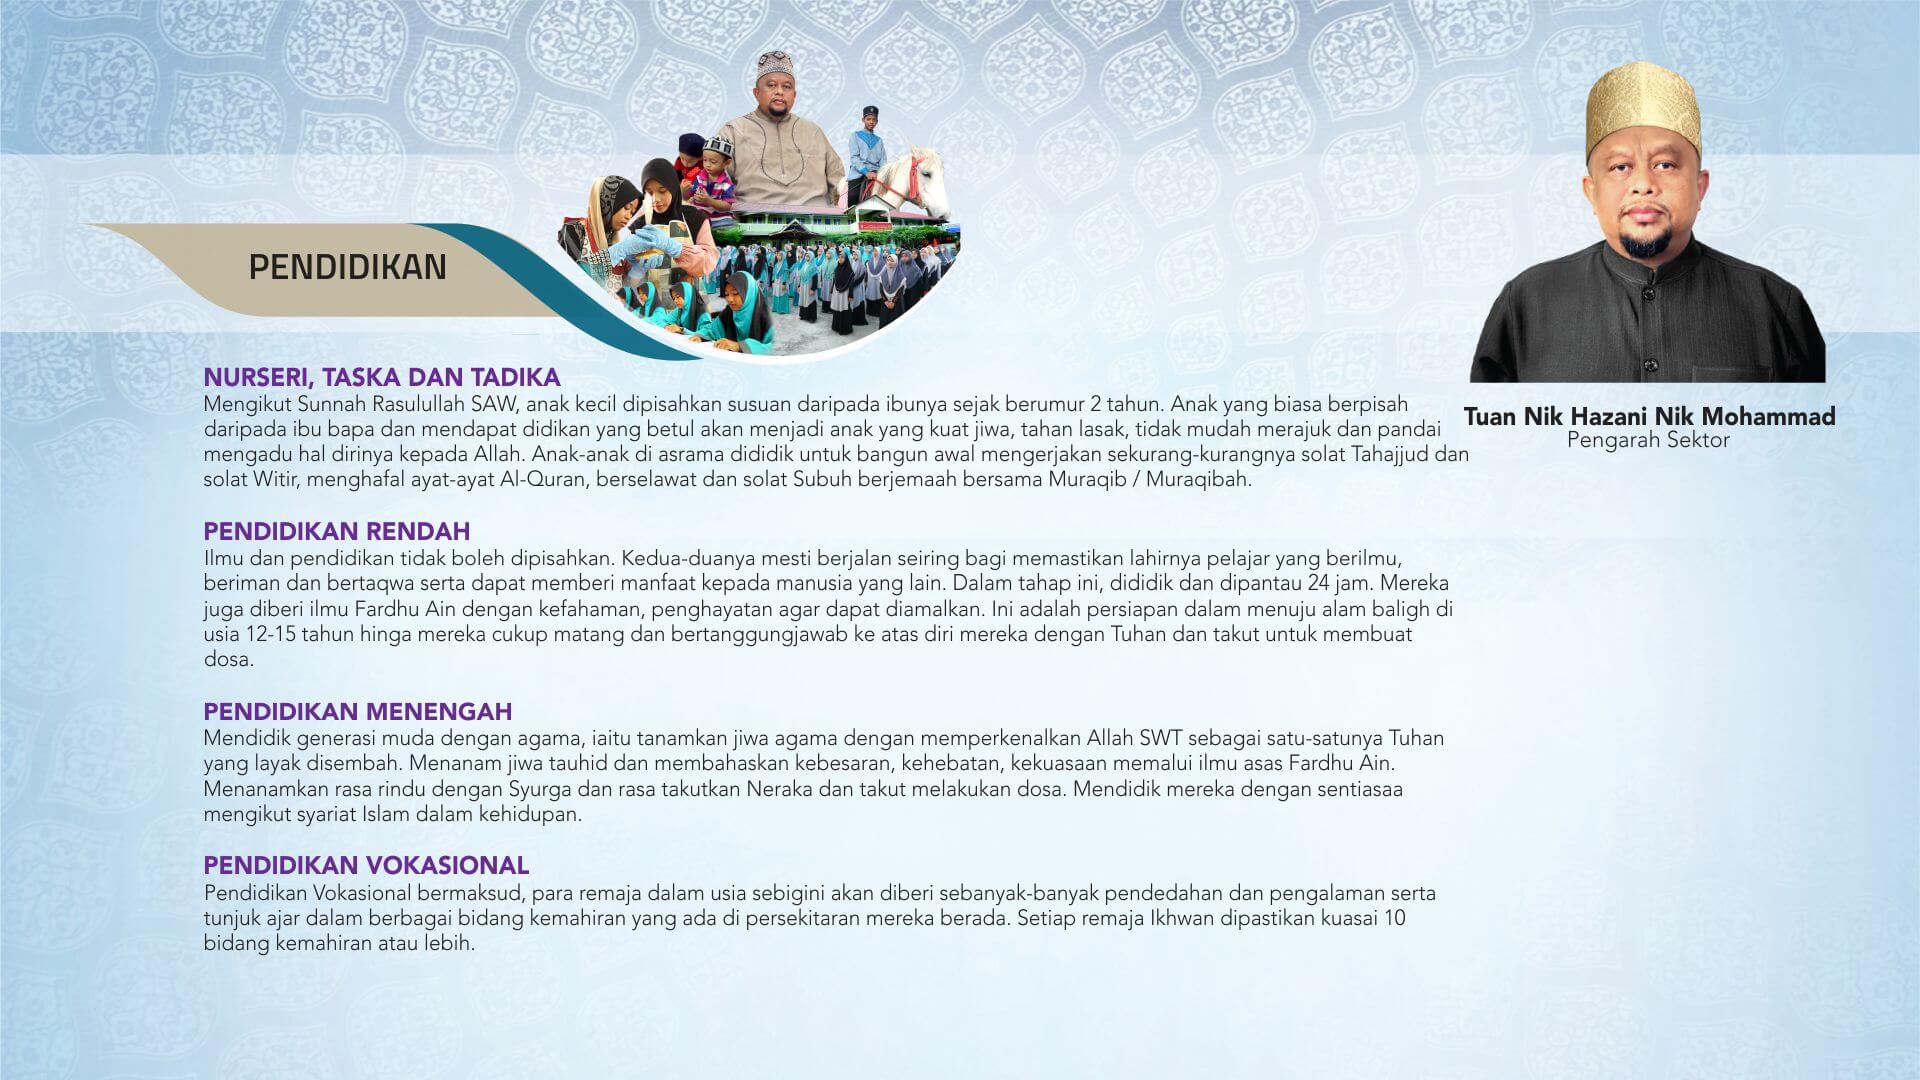 PENDIDIKAN
NURSERI, TASKA DAN TADIKA
Mengikut Sunnah Rasulullah SAW, anak kecil dipisahkan susuan daripada ibunya sejak berumur 2 tahun. Anak yang biasa berpisah
daripada ibu bapa dan mendapat didikan yang betul akan menjadi anak yang kuat jiwa, tahan lasak, tidak mudah merajuk dan pandai
mengadu hal dirinya kepada Allah. Anak-anak di asrama dididik untuk bangun awal mengerjakan sekurang-kurangnya solat Tahajjud dan
solat Witir, menghafal ayat-ayat Al-Quran, berselawat dan solat Subuh berjemaah bersama Muraqib / Muraqibah.
Tuan Nik Hazani Nik Mohammad
Pengarah Sektor
PENDIDIKAN RENDAH
Ilmu dan pendidikan tidak boleh dipisahkan. Kedua-duanya mesti berjalan seiring bagi memastikan lahirnya pelajar yang berilmu,
beriman dan bertaqwa serta dapat memberi manfaat kepada manusia yang lain. Dalam tahap ini, dididik dan dipantau 24 jam. Mereka
juga diberi ilmu Fardhu Ain dengan kefahaman, penghayatan agar dapat diamalkan. Ini adalah persiapan dalam menuju alam baligh di
usia 12-15 tahun hinga mereka cukup matang dan bertanggungjawab ke atas diri mereka dengan Tuhan dan takut untuk membuat
dosa.
PENDIDIKAN MENENGAH
Mendidik generasi muda dengan agama, iaitu tanamkan jiwa agama dengan memperkenalkan Allah SWT sebagai satu-satunya Tuhan
yang layak disembah. Menanam jiwa tauhid dan membahaskan kebesaran, kehebatan, kekuasaan memalui ilmu asas Fardhu Ain.
Menanamkan rasa rindu dengan Syurga dan rasa takutkan Neraka dan takut melakukan dosa. Mendidik mereka dengan sentiasaa
mengikut syariat Islam dalam kehidupan.
PENDIDIKAN VOKASIONAL
Pendidikan Vokasional bermaksud, para remaja dalam usia sebigini akan diberi sebanyak-banyak pendedahan dan pengalaman serta
tunjuk ajar dalam berbagai bidang kemahiran yang ada di persekitaran mereka berada. Setiap remaja Ikhwan dipastikan kuasai 10
bidang kemahiran atau lebih.